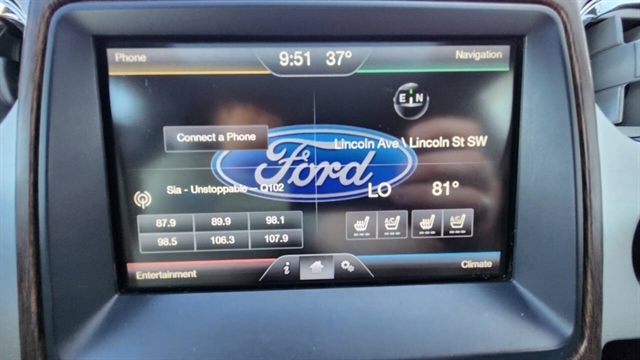 Phone
9:51 37°
Navigation
E N
Connect a Phone
Lincoln Ave \ Lincoln St SW
Ford
Sia - Unstoppable -- Q102
LO
81°
87.9 89.9 98.1
98.5 106.3 107.9
A/C
A/C
Entertainment
i
Climate